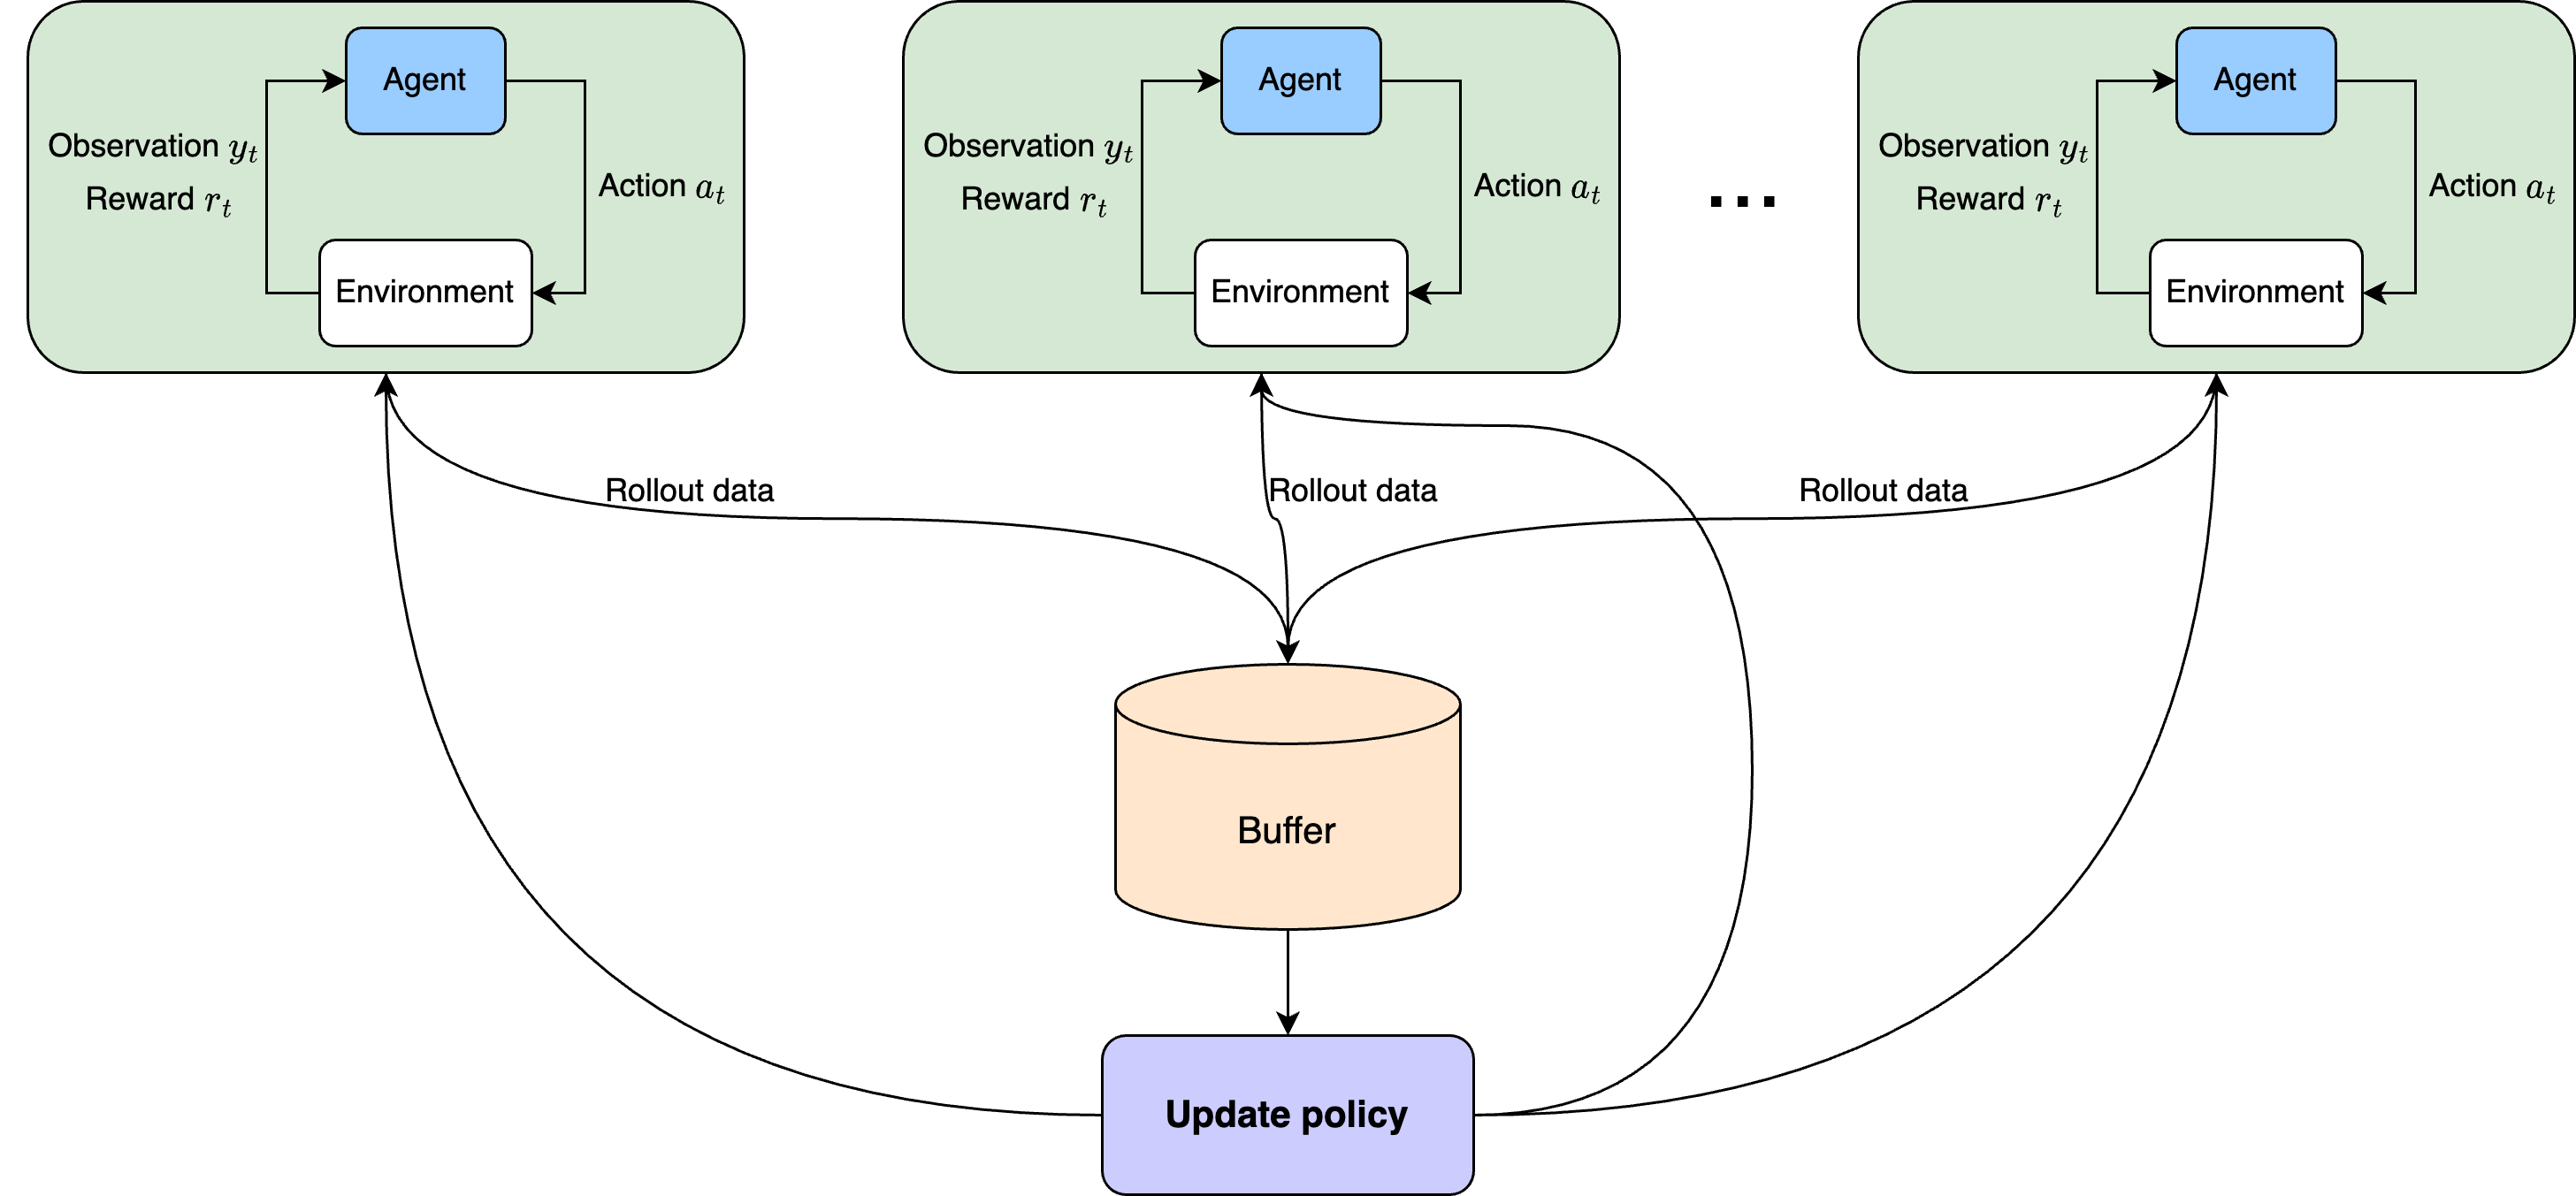 Agent
Observation y_t
Reward r_t
Action a_t
Environment
Agent
Observation y_t
Reward r_t
Action a_t
Environment
...
Agent
Observation y_t
Reward r_t
Action a_t
Environment
Rollout data
Rollout data
Rollout data
Buffer
Update policy